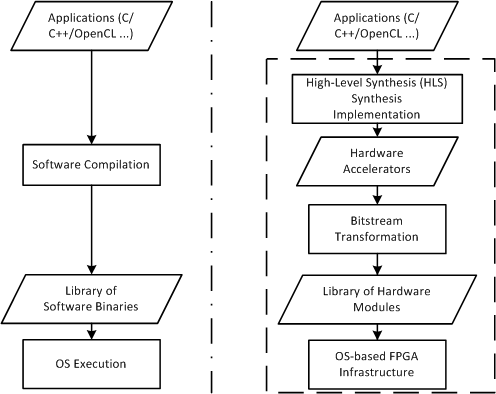 Applications (C/
C++/OpenCL ...)
Software Compilation
Library of
Software Binaries
OS Execution
Applications (C/
C++/OpenCL ...)
High-Level Synthesis (HLS)
Synthesis
Implementation
Hardware
Accelerators
Bitstream
Transformation
Library of Hardware
Modules
OS-based FPGA
Infrastructure